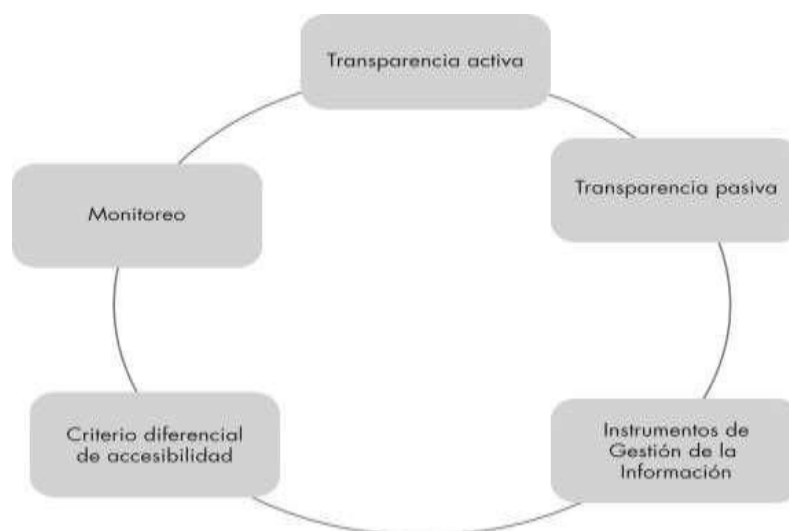 Transparencia activa
Transparencia pasiva
Instrumentos de
Gestión de la
Información
Criterio diferencial
de accesibilidad
Monitoreo